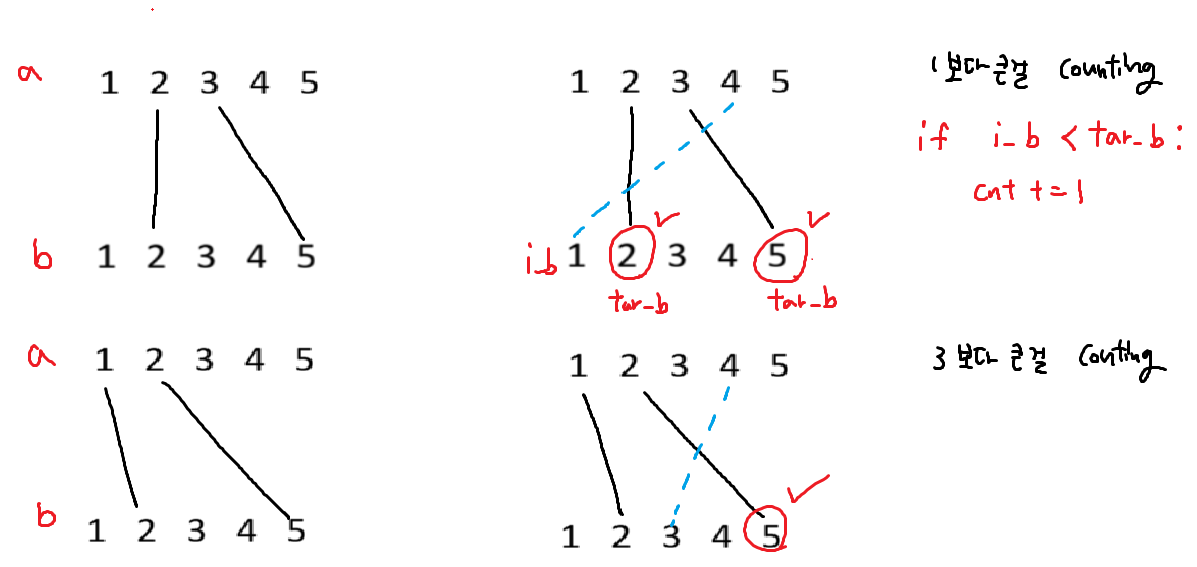 a 1 2 3 4 5
1 2 3 4 5
1보다 큰걸 counting
if i_b < tar_b:
cnt += 1
b 1 2 3 4 5
i_b 1 2 3 4 5
tar_b tar_b
a 1 2 3 4 5
1 2 3 4 5
3보다 큰걸 couting
b 1 2 3 4 5
1 2 3 4 5